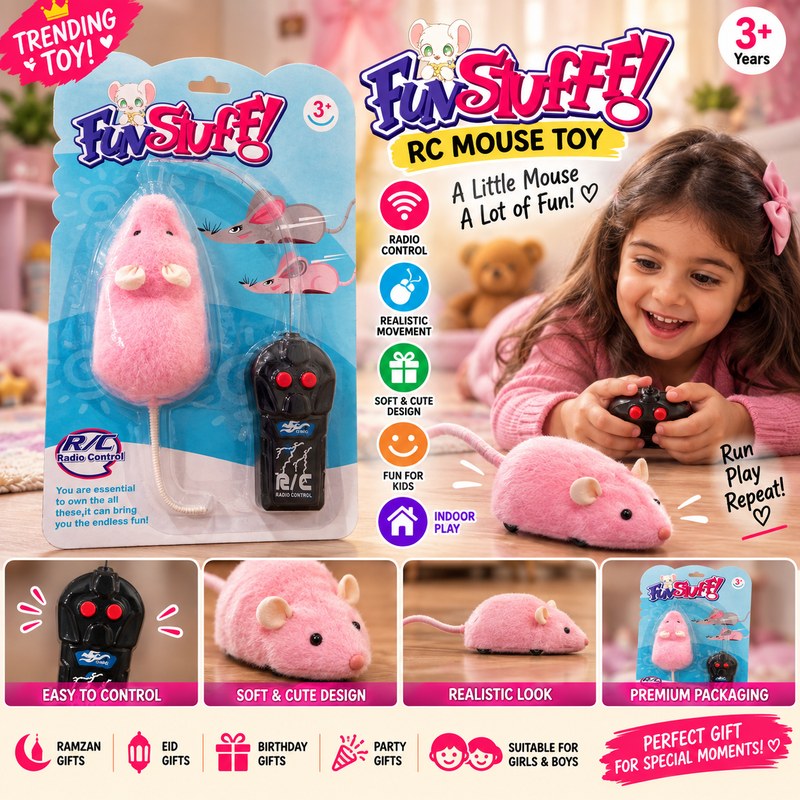 TRENDING
TOY!
FUNSTUFF!
3+
R/C
Radio Control
You are essential
to own the all
these,it can bring
you the endless fun!
R/C
RADIO CONTROL
FUNSTUFFF!
RC MOUSE TOY
3+
Years
A Little Mouse
A Lot of Fun!
RADIO
CONTROL
REALISTIC
MOVEMENT
SOFT & CUTE
DESIGN
FUN FOR
KIDS
INDOOR
PLAY
Run
Play
Repeat!
EASY TO CONTROL
SOFT & CUTE DESIGN
REALISTIC LOOK
FUNSTUFF!
3+
PREMIUM PACKAGING
RAMZAN
GIFTS
EID
GIFTS
BIRTHDAY
GIFTS
PARTY
GIFTS
SUITABLE FOR
GIRLS & BOYS
PERFECT GIFT
FOR SPECIAL MOMENTS!